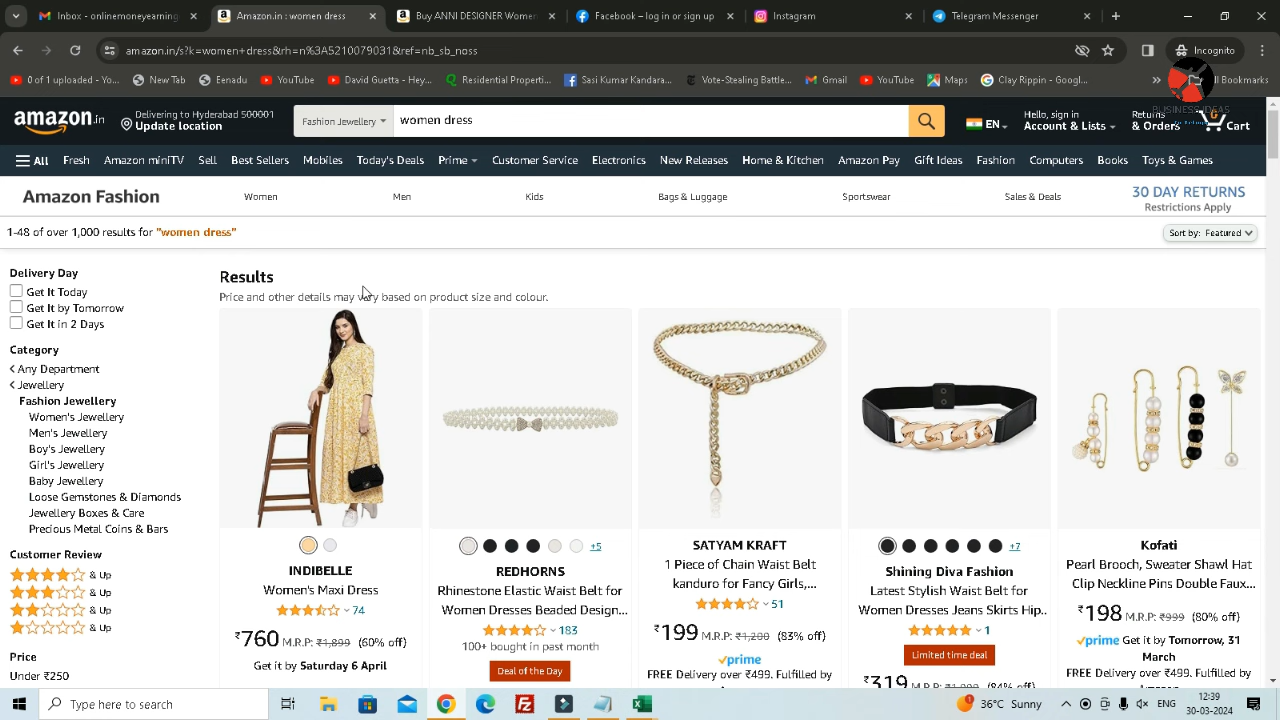 Inbox - onlinemoneyearning
Amazon.in : women dress
Buy ANNI DESIGNER Women
Facebook – log in or sign up
Instagram
Telegram Messenger
amazon.in/s?k=women+dress&rh=n%3A5210079031&ref=nb_sb_noss
Incognito
0 of 1 uploaded - You...
New Tab
Eenadu
YouTube
David Guetta - Hey...
Residential Properti...
Sasi Kumar Kandara...
Vote-Stealing Battle...
Gmail
YouTube
Maps
Clay Rippin - Googl...
ll Bookmarks
BUSINESS IDEAS
amazon.in
Delivering to Hyderabad 500001
Update location
Fashion Jewellery
women dress
EN
Hello, sign in
Account & Lists
Returns
& Orders
Cart
All
Fresh
Amazon miniTV
Sell
Best Sellers
Mobiles
Today's Deals
Prime
Customer Service
Electronics
New Releases
Home & Kitchen
Amazon Pay
Gift Ideas
Fashion
Computers
Books
Toys & Games
Amazon Fashion
Women
Men
Kids
Bags & Luggage
Sportswear
Sales & Deals
30 DAY RETURNS
Restrictions Apply
1-48 of over 1,000 results for "women dress"
Sort by: Featured
Delivery Day
Get It Today
Get It by Tomorrow
Get It in 2 Days
Category
Any Department
Jewellery
Fashion Jewellery
Women's Jewellery
Men's Jewellery
Boy's Jewellery
Girl's Jewellery
Baby Jewellery
Loose Gemstones & Diamonds
Jewellery Boxes & Care
Precious Metal Coins & Bars
Customer Review
& Up
& Up
& Up
& Up
Price
Under ₹250
Results
Price and other details may vary based on product size and colour.
INDIBELLE
Women's Maxi Dress
74
₹760 M.R.P: ₹1,899 (60% off)
Get it by Saturday 6 April
+5
REDHORNS
Rhinestone Elastic Waist Belt for
Women Dresses Beaded Design...
183
100+ bought in past month
Deal of the Day
SATYAM KRAFT
1 Piece of Chain Waist Belt
kanduro for Fancy Girls,...
51
₹199 M.R.P: ₹1,200 (83% off)
prime
FREE Delivery over ₹499. Fulfilled by
+7
Shining Diva Fashion
Latest Stylish Waist Belt for
Women Dresses Jeans Skirts Hip...
1
Limited time deal
₹319 M.R.P: ₹1,999 (84% off)
Kofati
Pearl Brooch, Sweater Shawl Hat
Clip Neckline Pins Double Faux...
₹198 M.R.P: ₹999 (80% off)
prime Get it by Tomorrow, 31
March
FREE Delivery over ₹499. Fulfilled by
Type here to search
36°C Sunny
ENG
12:39
30-03-2024